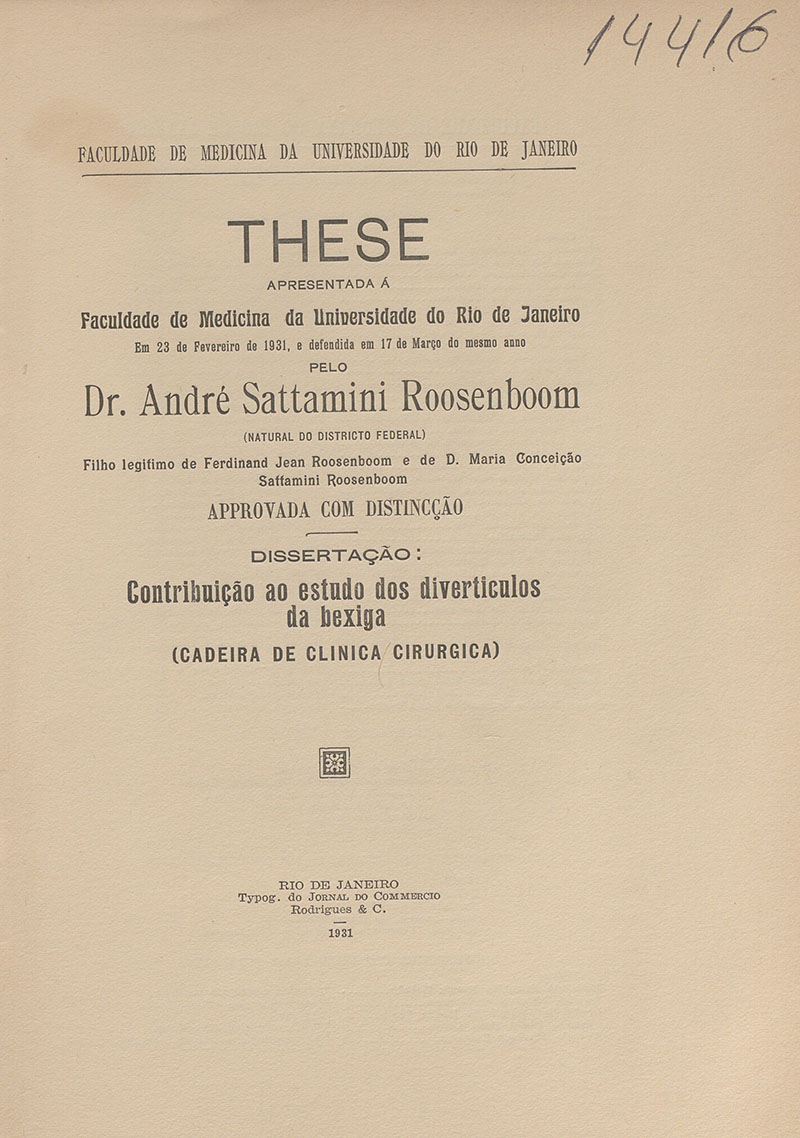 14416
FACULDADE DE MEDICINA DA UNIVERSIDADE DO RIO DE JANEIRO
THESE
APRESENTADA Á
Faculdade de Medicina da Universidade do Rio de Janeiro
Em 23 de Fevereiro de 1931, e defendida em 17 de Março do mesmo anno
PELO
Dr. André Sattamini Roosenboom
(NATURAL DO DISTRICTO FEDERAL)
Filho legitimo de Ferdinand Jean Roosenboom e de D. Maria Conceição
Sattamini Roosenboom
APPROVADA COM DISTINCÇÃO
DISSERTAÇÃO:
Contribuição ao estudo dos diverticulos
da bexiga
(CADEIRA DE CLINICA CIRURGICA)
RIO DE JANEIRO
Typog. do JORNAL DO COMMERCIO
Rodrigues & C.
1931